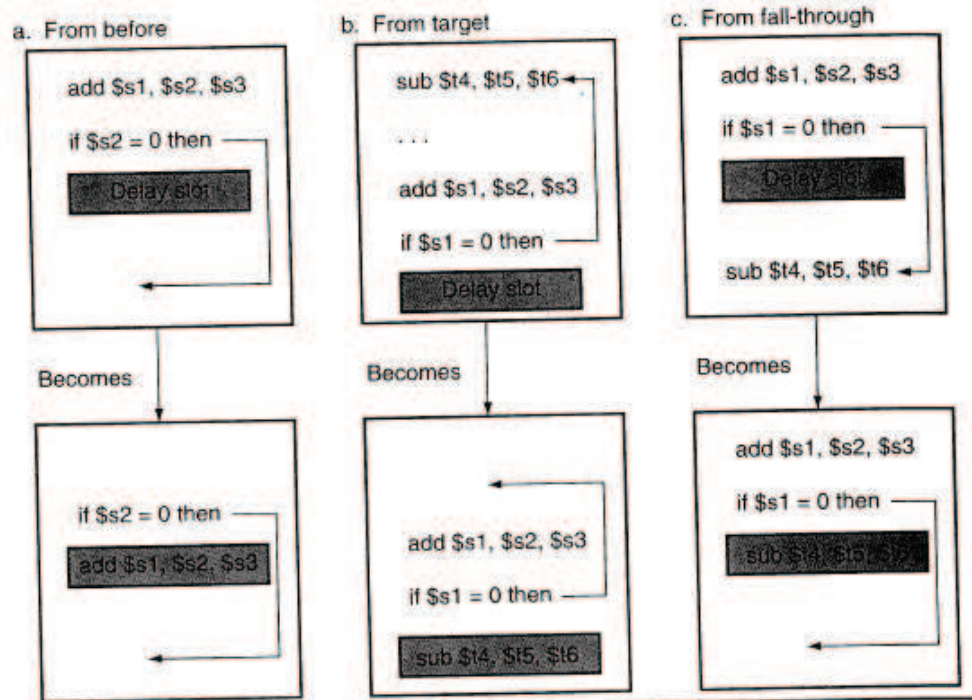 a. From before
add $s1, $s2, $s3
if $s2 = 0 then
Delay slot
Becomes
if $s2 = 0 then
add $s1, $s2, $s3
b. From target
sub $t4, $t5, $t6
. . .
add $s1, $s2, $s3
if $s1 = 0 then
Delay slot
Becomes
add $s1, $s2, $s3
if $s1 = 0 then
sub $t4, $t5, $t6
c. From fall-through
add $s1, $s2, $s3
if $s1 = 0 then
Delay slot
sub $t4, $t5, $t6
Becomes
add $s1, $s2, $s3
if $s1 = 0 then
sub $t4, $t5,